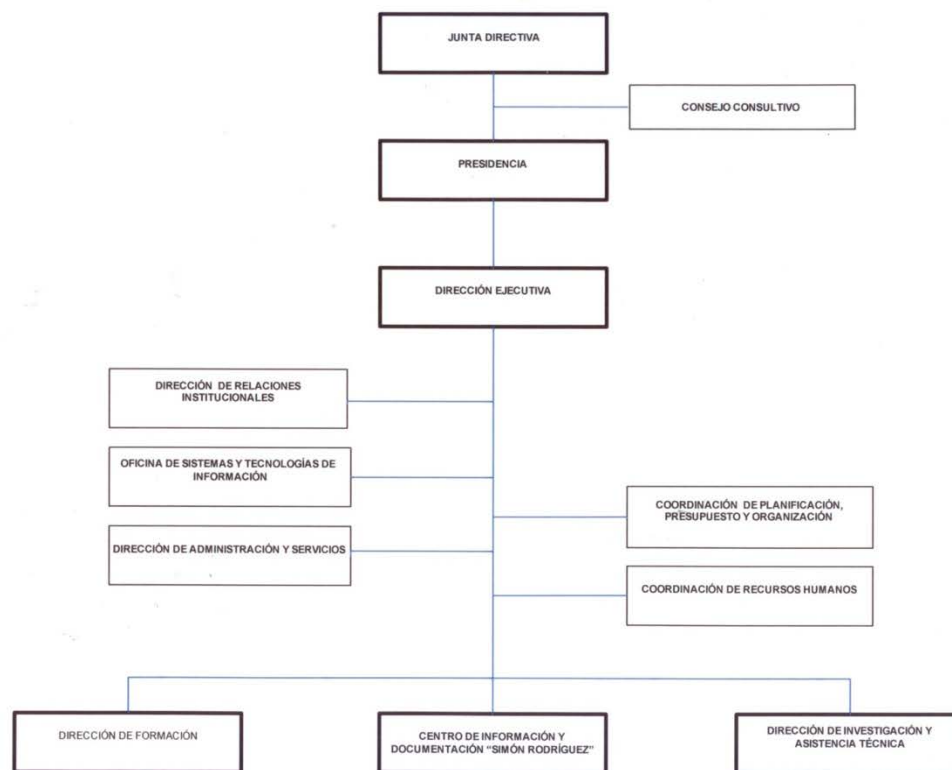 JUNTA DIRECTIVA
CONSEJO CONSULTIVO
PRESIDENCIA
DIRECCIÓN EJECUTIVA
DIRECCIÓN DE RELACIONES
INSTITUCIONALES
OFICINA DE SISTEMAS Y TECNOLOGÍAS DE
INFORMACIÓN
COORDINACIÓN DE PLANIFICACIÓN,
PRESUPUESTO Y ORGANIZACIÓN
DIRECCIÓN DE ADMINISTRACIÓN Y SERVICIOS
COORDINACIÓN DE RECURSOS HUMANOS
DIRECCIÓN DE FORMACIÓN
CENTRO DE INFORMACIÓN Y
DOCUMENTACIÓN “SIMÓN RODRÍGUEZ”
DIRECCIÓN DE INVESTIGACIÓN Y
ASISTENCIA TÉCNICA